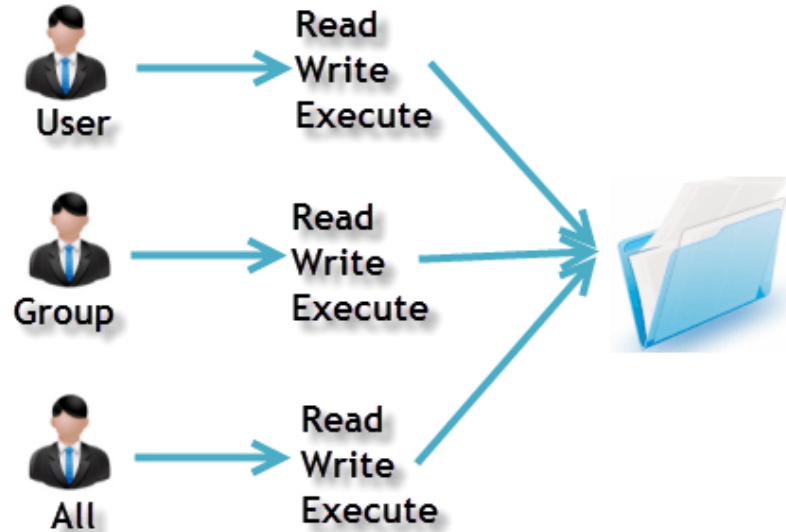 User
Read
Write
Execute
Group
Read
Write
Execute
All
Read
Write
Execute